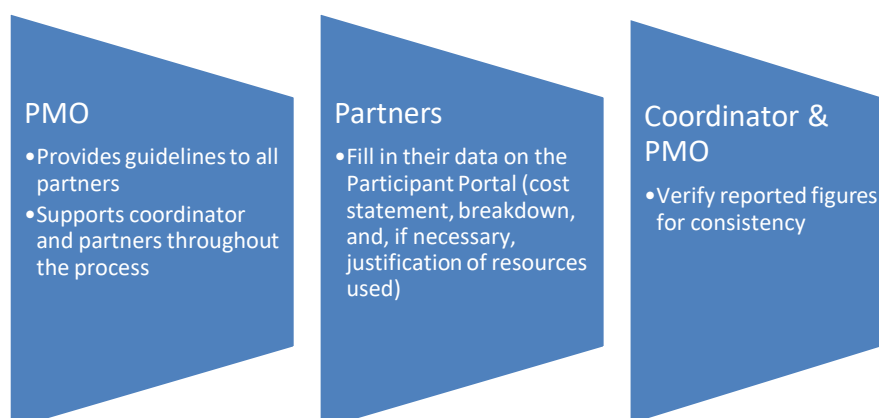 PMO
•Provides guidelines to all
partners
•Supports coordinator
and partners throughout
the process
Partners
•Fill in their data on the
Participant Portal (cost
statement, breakdown,
and, if necessary,
justification of resources
used)
Coordinator &
PMO
•Verify reported figures
for consistency